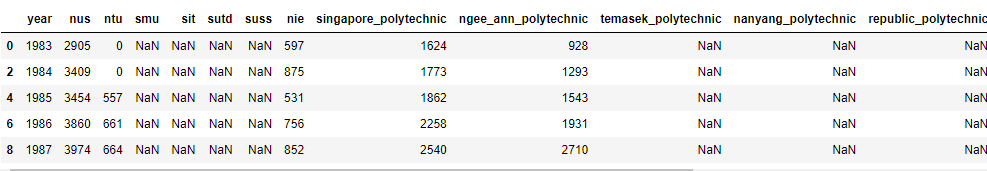 year nus ntu smu sit sutd suss nie singapore_polytechnic ngee_ann_polytechnic temasek_polytechnic nanyang_polytechnic republic_polytechnic
0 1983 2905 0 NaN NaN NaN NaN 597 1624 928 NaN NaN NaN
2 1984 3409 0 NaN NaN NaN NaN 875 1773 1293 NaN NaN NaN
4 1985 3454 557 NaN NaN NaN NaN 531 1862 1543 NaN NaN NaN
6 1986 3860 661 NaN NaN NaN NaN 756 2258 1931 NaN NaN NaN
8 1987 3974 664 NaN NaN NaN NaN 852 2540 2710 NaN NaN NaN